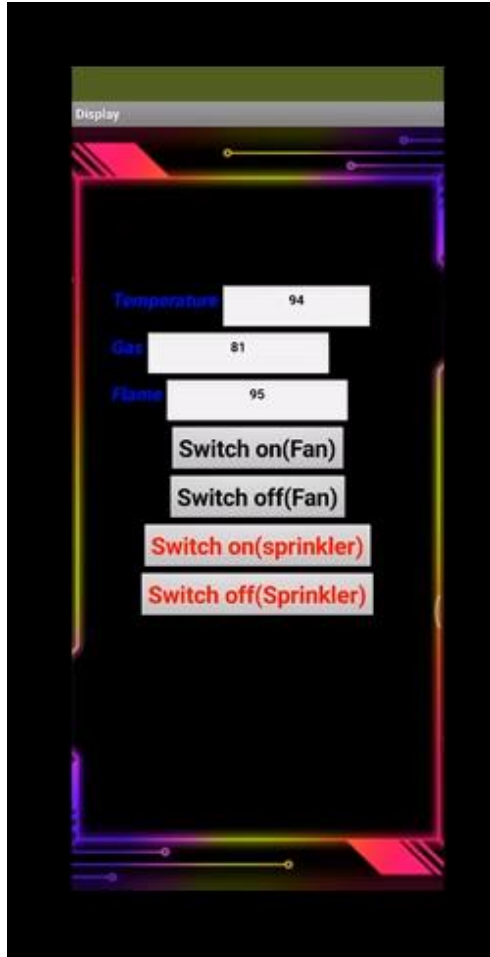 Display
Temperature 94
Gas 81
Flame 95
Switch on(Fan)
Switch off(Fan)
Switch on(sprinkler)
Switch off(Sprinkler)